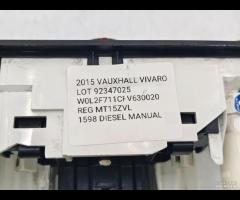 2015 VAUXHALL VIVARO
LOT 92347025
W0L2F711CFV630020
REG MT15ZVL
1598 DIESEL MANUAL